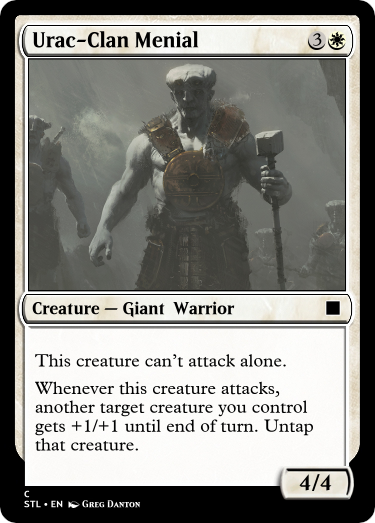 Urac-Clan Menial
3
Creature — Giant Warrior
This creature can't attack alone.
Whenever this creature attacks,
another target creature you control
gets +1/+1 until end of turn. Untap
that creature.
4/4
C
STL • EN Greg Danton